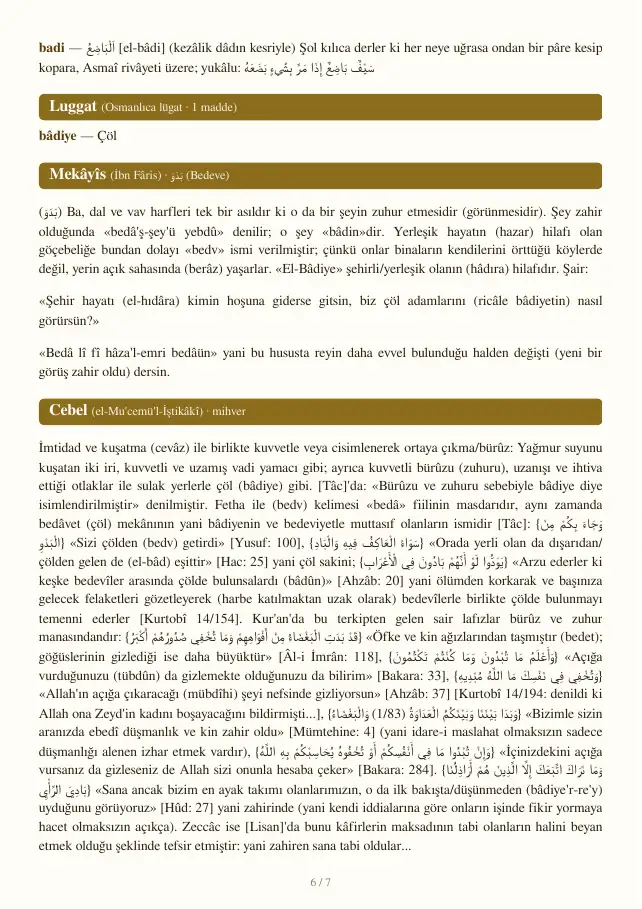 badi — اَلْبَاضِعُ [el-bâdi] (kezâlik dâdın kesriyle) Şol kılıca derler ki her neye uğrasa ondan bir pâre kesip
kopara, Asmaî rivâyeti üzere; yukâlu: سَيْفٌ بَاضِعٌ إِذَا مَرَّ بِشَيْءٍ بَضَعَهُ
Luggat (Osmanlıca lügat · 1 madde)
bâdiye — Çöl
Mekâyîs (İbn Fâris) · بَدَوَ (Bedeve)
(بَدَوَ) Ba, dal ve vav harfleri tek bir asıldır ki o da bir şeyin zuhur etmesidir (görünmesidir). Şey zahir
olduğunda «bedâ'ş-şey'ü yebdû» denilir; o şey «bâdin»dir. Yerleşik hayatın (hazar) hilafı olan
göçebeliğe bundan dolayı «bedv» ismi verilmiştir; çünkü onlar binaların kendilerini örttüğü köylerde
değil, yerin açık sahasında (berâz) yaşarlar. «El-Bâdiye» şehirli/yerleşik olanın (hâdıra) hilafıdır. Şair:
«Şehir hayatı (el-hıdâra) kimin hoşuna giderse gitsin, biz çöl adamlarını (ricâle bâdiyetin) nasıl
görürsün?»
«Bedâ lî fî hâza'l-emri bedâün» yani bu hususta reyin daha evvel bulunduğu halden değişti (yeni bir
görüş zahir oldu) dersin.
Cebel (el-Mu'cemü'l-İştikâkî) · mihver
İmtidad ve kuşatma (cevâz) ile birlikte kuvvetle veya cisimlenerek ortaya çıkma/bürûz: Yağmur suyunu
kuşatan iki iri, kuvvetli ve uzamış vadi yamacı gibi; ayrıca kuvvetli bürûzu (zuhuru), uzanışı ve ihtiva
ettiği otlaklar ile sulak yerlerle çöl (bâdiye) gibi. [Tâc]'da: «Bürûzu ve zuhuru sebebiyle bâdiye diye
isimlendirilmiştir» denilmiştir. Fetha ile (bedv) kelimesi «bedâ» fiilinin masdarıdır, aynı zamanda
bedâvet (çöl) mekânının yani bâdiyenin ve bedeviyetle muttasıf olanların ismidir [Tâc]: {وَجَاءَ بِكُمْ مِنَ
الْبَدْوِ} «Sizi çölden (bedv) getirdi» [Yusuf: 100], {سَوَاءً الْعَاكِفُ فِيهِ وَالْبَادِ} «Orada yerli olan da dışarıdan/
çölden gelen de (el-bâd) eşittir» [Hac: 25] yani çöl sakini; {يَوَدُّوا لَوْ أَنَّهُمْ بَادُونَ فِي الْأَعْرَابِ} «Arzu ederler ki
keşke bedevîler arasında çölde bulunsalardı (bâdûn)» [Ahzâb: 20] yani ölümden korkarak ve başınıza
gelecek felaketleri gözetleyerek (harbe katılmaktan uzak olarak) bedevîlerle birlikte çölde bulunmayı
temenni ederler [Kurtobî 14/154]. Kur'an'da bu terkipten gelen sair lafızlar bürûz ve zuhur
manasındandır: {قَدْ بَدَتِ الْبَغْضَاءُ مِنْ أَفْوَاهِهِمْ وَمَا تُخْفِي صُدُورُهُمْ أَكْبَرُ} «Öfke ve kin ağızlarından taşmıştır (bedet);
göğüslerinin gizlediği ise daha büyüktür» [Âl-i İmrân: 118], {وَأَعْلَمُ مَا تُبْدُونَ وَمَا كُنْتُمْ تَكْتُمُونَ} «Açığa
vurduğunuzu (tübdûn) da gizlemekte olduğunuzu da bilirim» [Bakara: 33], {وَتُخْفِي فِي نَفْسِكَ مَا اللَّهُ مُبْدِيهِ}
«Allah'ın açığa çıkaracağı (mübdîhi) şeyi nefsinde gizliyorsun» [Ahzâb: 37] [Kurtobî 14/194: denildi ki
Allah ona Zeyd'in kadını boşayacağını bildirmişti...], {وَبَدَا بَيْنَنَا وَبَيْنَكُمُ الْعَدَاوَةُ (1/83) وَالْبَغْضَاءُ} «Bizimle sizin
aranızda ebedî düşmanlık ve kin zahir oldu» [Mümtehine: 4] (yani idare-i maslahat olmaksızın sadece
düşmanlığı alenen izhar etmek vardır), {وَإِنْ تُبْدُوا مَا فِي أَنْفُسِكُمْ أَوْ تُخْفُوهُ يُحَاسِبْكُمْ بِهِ اللَّهُ} «İçinizdekini açığa
vursanız da gizleseniz de Allah sizi onunla hesaba çeker» [Bakara: 284]. {وَمَا نَرَاكَ اتَّبَعَكَ إِلَّا الَّذِينَ هُمْ أَرَاذِلُنَا
بَادِيَ الرَّأْيِ} «Sana ancak bizim en ayak takımı olanlarımızın, o da ilk bakışta/düşünmeden (bâdiye'r-re'y)
uyduğunu görüyoruz» [Hûd: 27] yani zahirinde (yani kendi iddialarına göre onların işinde fikir yormaya
hacet olmaksızın açıkça). Zeccâc ise [Lisan]'da bunu kâfirlerin maksadının tabi olanların halini beyan
etmek olduğu şeklinde tefsir etmiştir: yani zahiren sana tabi oldular...
6 / 7